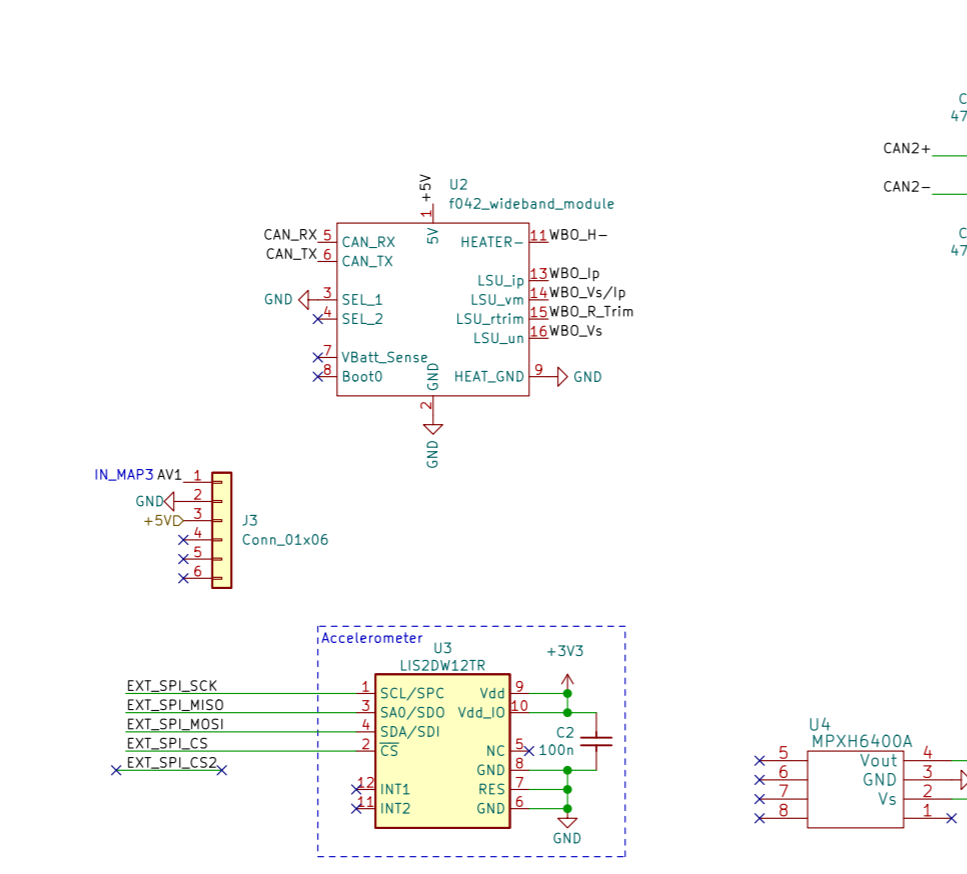 C
47
CAN2+
CAN2-
C
47
+5V
U2
f042_wideband_module
1
5V
CAN_RX 5 CAN_RX
CAN_TX 6 CAN_TX
GND 3 SEL_1
4 SEL_2
7 VBatt_Sense
8 Boot0
HEATER- 11 WBO_H-
LSU_ip 13 WBO_Ip
LSU_vm 14 WBO_Vs/Ip
LSU_rtrim 15 WBO_R_Trim
LSU_un 16 WBO_Vs
HEAT_GND 9 GND
GND
2
GND
IN_MAP3 AV1 1
GND 2
+5V 3
4
5
6
J3
Conn_01x06
Accelerometer
U3
LIS2DW12TR
+3V3
EXT_SPI_SCK 1 SCL/SPC
EXT_SPI_MISO 3 SA0/SDO
EXT_SPI_MOSI 4 SDA/SDI
EXT_SPI_CS 2 CS
EXT_SPI_CS2
12 INT1
11 INT2
Vdd 9
Vdd_IO 10
NC 5
GND 8
RES 7
GND 6
C2
100n
GND
U4
MPXH6400A
5 Vout 4
6 GND 3
7 Vs 2
8 1